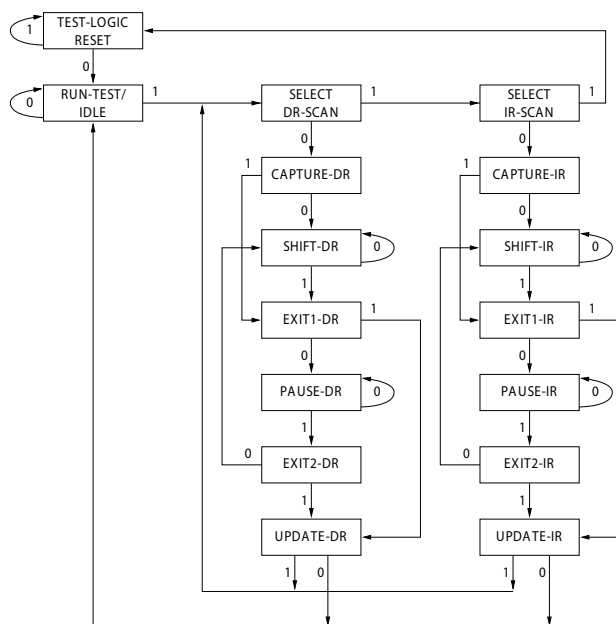 TEST-LOGIC
RESET
1
0
RUN-TEST/
IDLE
0
1
SELECT
DR-SCAN
1
SELECT
IR-SCAN
1
0
0
1
CAPTURE-DR
1
CAPTURE-IR
0
0
SHIFT-DR
0
SHIFT-IR
0
1
1
EXIT1-DR
1
EXIT1-IR
1
0
0
PAUSE-DR
0
PAUSE-IR
0
1
1
0
EXIT2-DR
0
EXIT2-IR
1
1
UPDATE-DR
UPDATE-IR
1
0
1
0